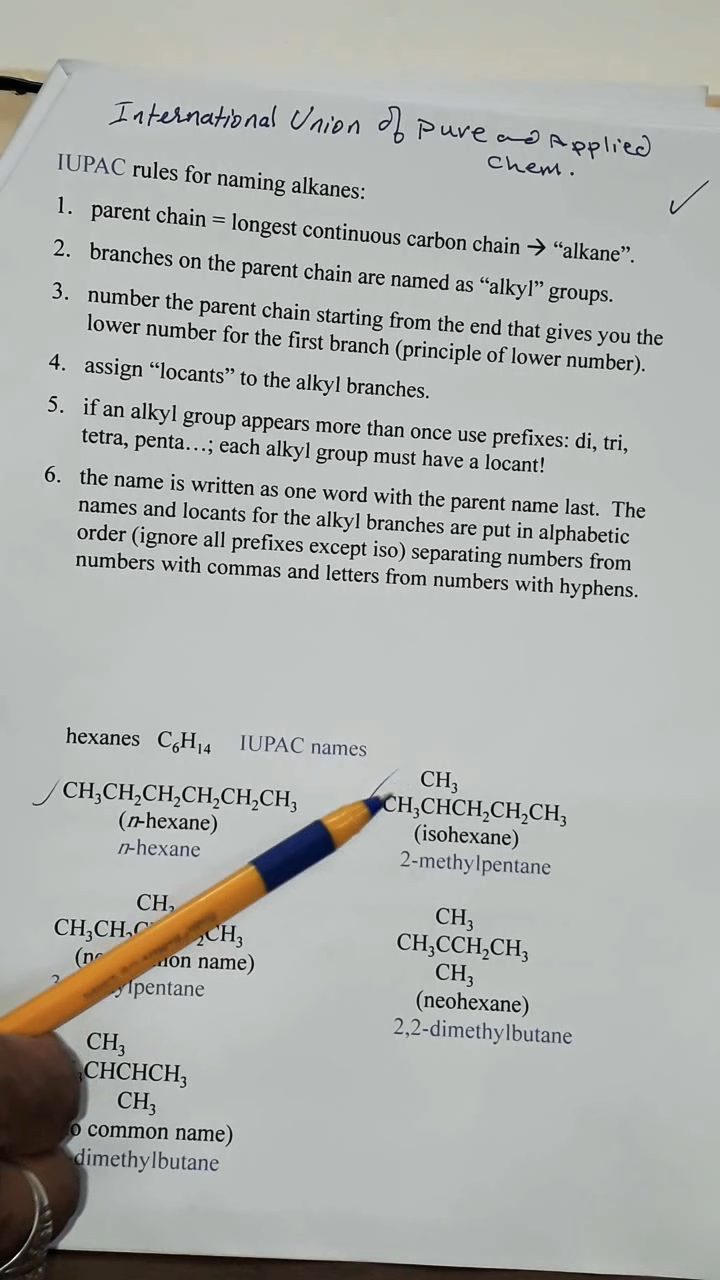 International Union of Pure and Applied
Chem.
IUPAC rules for naming alkanes:
1. parent chain = longest continuous carbon chain → “alkane”.
2. branches on the parent chain are named as “alkyl” groups.
3. number the parent chain starting from the end that gives you the
lower number for the first branch (principle of lower number).
4. assign “locants” to the alkyl branches.
5. if an alkyl group appears more than once use prefixes: di, tri,
tetra, penta…; each alkyl group must have a locant!
6. the name is written as one word with the parent name last. The
names and locants for the alkyl branches are put in alphabetic
order (ignore all prefixes except iso) separating numbers from
numbers with commas and letters from numbers with hyphens.
hexanes C₆H₁₄ IUPAC names
CH₃CH₂CH₂CH₂CH₂CH₃
(n-hexane)
n-hexane
CH₃
CH₃CHCH₂CH₂CH₃
(isohexane)
2-methylpentane
CH₃
CH₃CH₂C ₂CH₃
name)
CH₃
CH₃CCH₂CH₃
CH₃
(neohexane)
2,2-dimethylbutane
CH₃
CHCHCH₃
CH₃
common name)
dimethylbutane